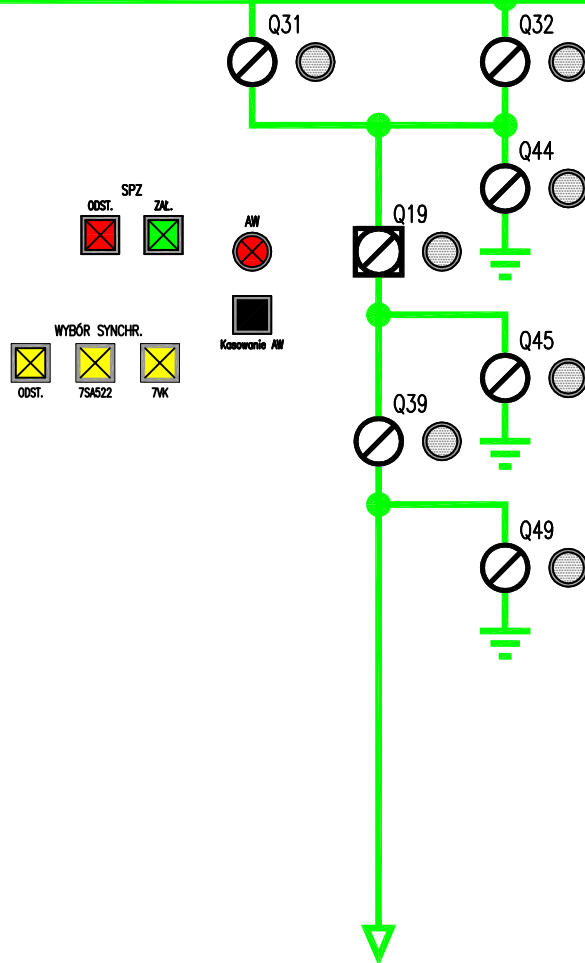 Q31
Q32
Q44
SPZ
ODST. ZAŁ.
AW
Q19
Kasowanie AW
WYBÓR SYNCHR.
ODST. 7SA522 7VK
Q45
Q39
Q49